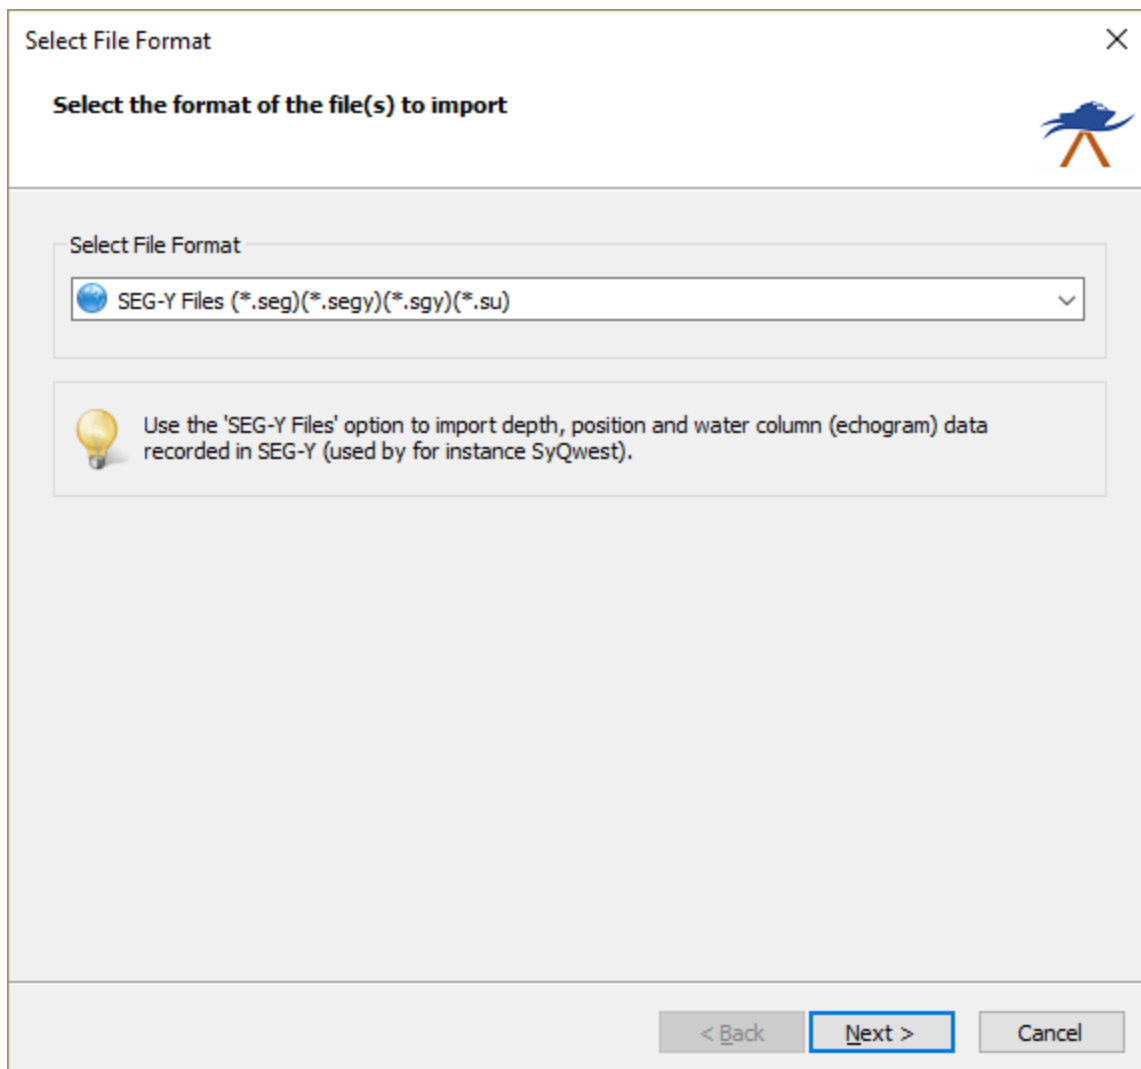 Select File Format
Select the format of the file(s) to import
Select File Format
SEG-Y Files (*.seg)(*.segy)(*.sgy)(*.su)
Use the 'SEG-Y Files' option to import depth, position and water column (echogram) data
recorded in SEG-Y (used by for instance SyQwest).
< Back Next > Cancel